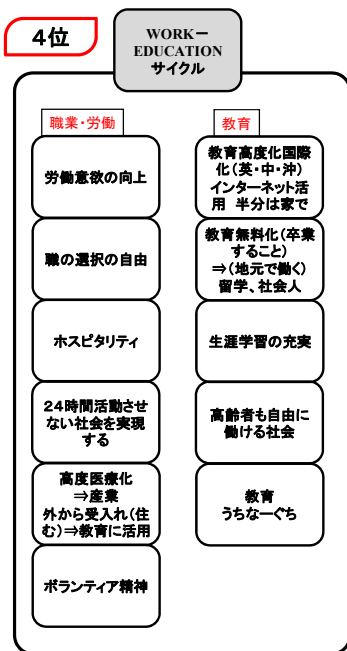 4位
WORK－
EDUCATION
サイクル
職業・労働
労働意欲の向上
職の選択の自由
ホスピタリティ
24時間活動させ
ない社会を実現
する
高度医療化
⇒産業
外から受入れ(住
む)⇒教育に活用
ボランティア精神
教育
教育高度化国際
化(英・中・沖)
インターネット活
用 半分は家で
教育無料化(卒業
すること)
⇒(地元で働く)
留学、社会人
生涯学習の充実
高齢者も自由に
働ける社会
教育
うちなーぐち